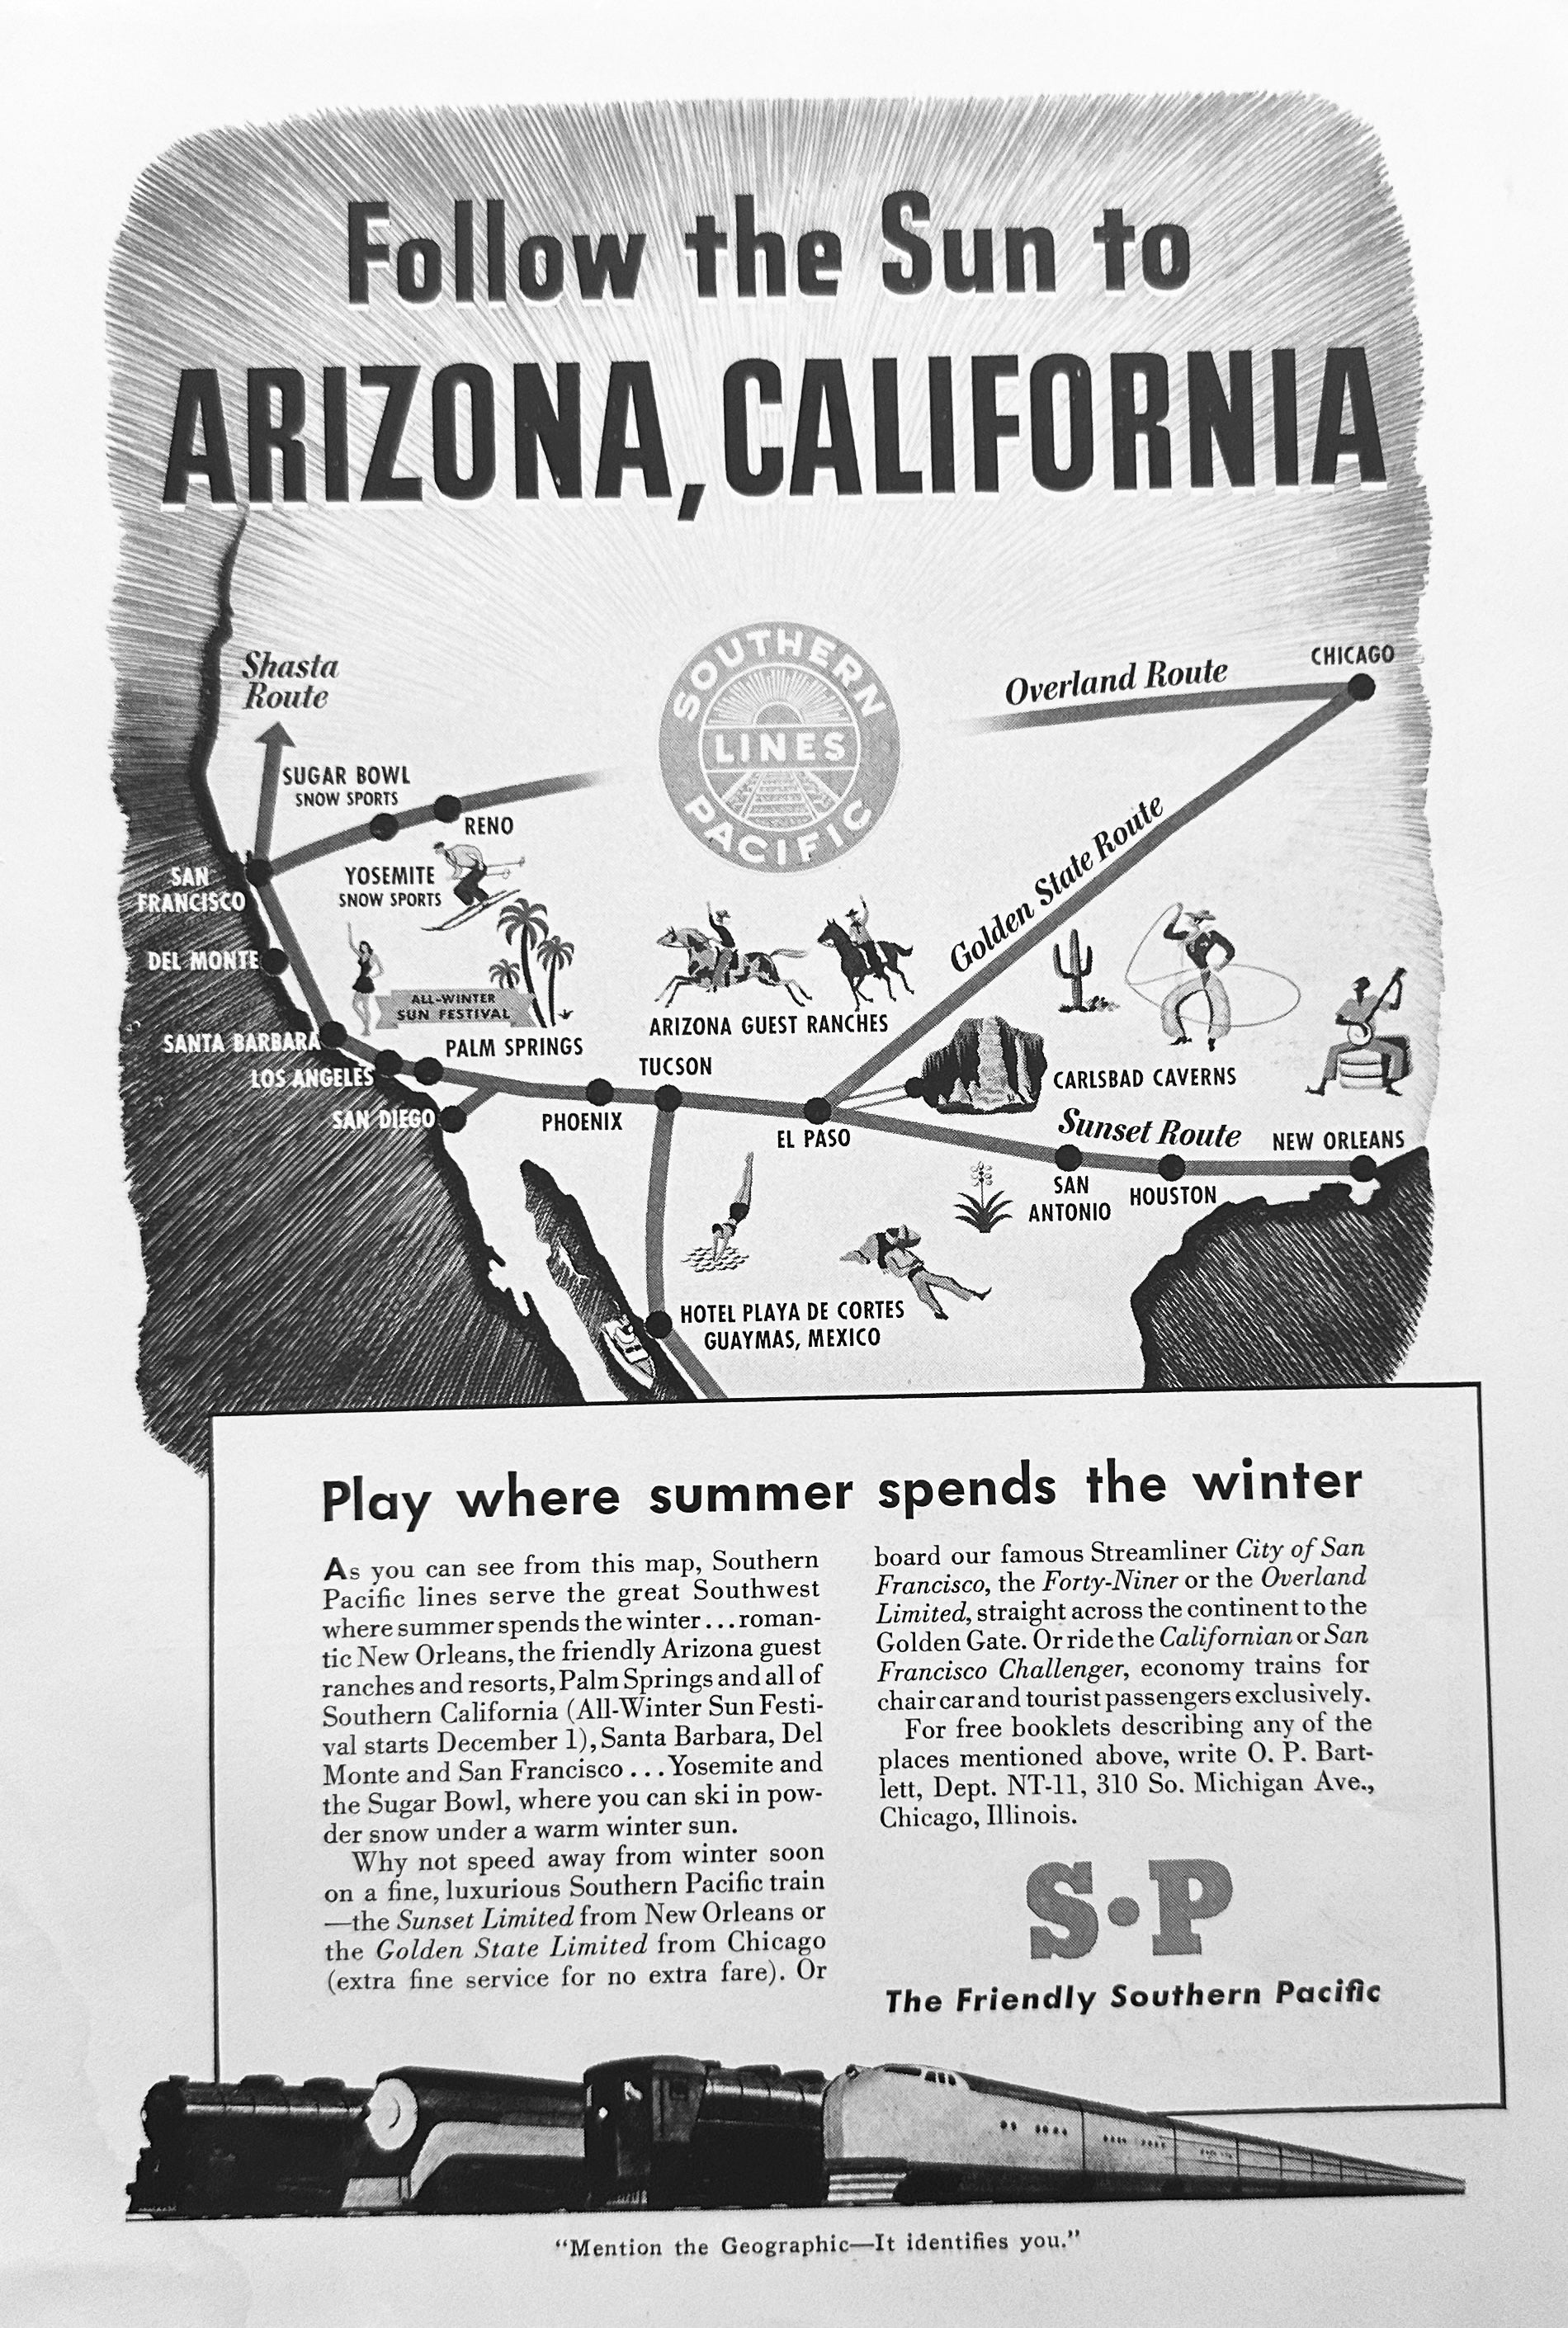 Follow the Sun to
ARIZONA, CALIFORNIA
SOUTHERN
LINES
PACIFIC
Shasta
Route
Overland Route
CHICAGO
SUGAR BOWL
SNOW SPORTS
RENO
SAN
FRANCISCO
YOSEMITE
SNOW SPORTS
Golden State Route
DEL MONTE
ALL-WINTER
SUN FESTIVAL
ARIZONA GUEST RANCHES
SANTA BARBARA
PALM SPRINGS
LOS ANGELES
TUCSON
CARLSBAD CAVERNS
SAN DIEGO
PHOENIX
EL PASO
Sunset Route
NEW ORLEANS
SAN
ANTONIO
HOUSTON
HOTEL PLAYA DE CORTES
GUAYMAS, MEXICO
Play where summer spends the winter
As you can see from this map, Southern
Pacific lines serve the great Southwest
where summer spends the winter...roman-
tic New Orleans, the friendly Arizona guest
ranches and resorts, Palm Springs and all of
Southern California (All-Winter Sun Festi-
val starts December 1), Santa Barbara, Del
Monte and San Francisco...Yosemite and
the Sugar Bowl, where you can ski in pow-
der snow under a warm winter sun.
Why not speed away from winter soon
on a fine, luxurious Southern Pacific train
—the Sunset Limited from New Orleans or
the Golden State Limited from Chicago
(extra fine service for no extra fare). Or
board our famous Streamliner City of San
Francisco, the Forty-Niner or the Overland
Limited, straight across the continent to the
Golden Gate. Or ride the Californian or San
Francisco Challenger, economy trains for
chair car and tourist passengers exclusively.
For free booklets describing any of the
places mentioned above, write O. P. Bart-
lett, Dept. NT-11, 310 So. Michigan Ave.,
Chicago, Illinois.
S•P
The Friendly Southern Pacific
"Mention the Geographic—It identifies you."